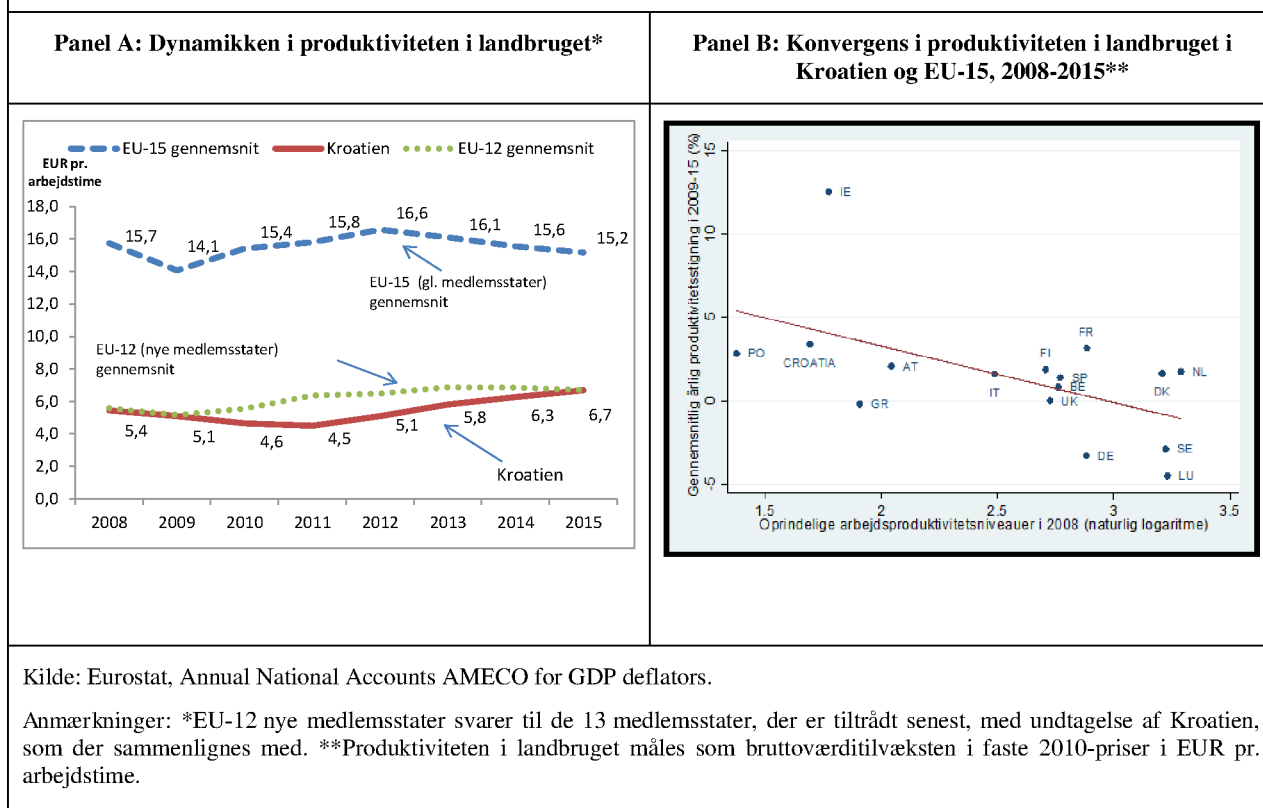 Panel A: Dynamikken i produktiviteten i landbruget*
Panel B: Konvergens i produktiviteten i landbruget i
Kroatien og EU-15, 2008-2015**
EU-15 gennemsnit
Kroatien
EU-12 gennemsnit
EUR pr.
arbejdstime
18,0
16,0
14,0
12,0
10,0
8,0
6,0
4,0
2,0
0,0
15,7
14,1
15,4
15,8
16,6
16,1
15,6
15,2
EU-15 (gl. medlemsstater)
gennemsnit
EU-12 (nye medlemsstater)
gennemsnit
5,4
5,1
4,6
4,5
5,1
5,8
6,3
6,7
Kroatien
2008
2009
2010
2011
2012
2013
2014
2015
Gennemsnitlig årlig produktivitetsstigning i 2009-15 (%)
15
10
5
0
-5
IE
PO
CROATIA
AT
GR
IT
FI
SP
BE
UK
FR
DE
DK
NL
SE
LU
1.5
2
2.5
3
3.5
Oprindelige arbejdsproduktivitetsniveauer i 2008 (naturlig logaritme)
Kilde: Eurostat, Annual National Accounts AMECO for GDP deflators.
Anmærkninger: *EU-12 nye medlemsstater svarer til de 13 medlemsstater, der er tiltrådt senest, med undtagelse af Kroatien,
som der sammenlignes med. **Produktiviteten i landbruget måles som bruttoværditilvæksten i faste 2010-priser i EUR pr.
arbejdstime.